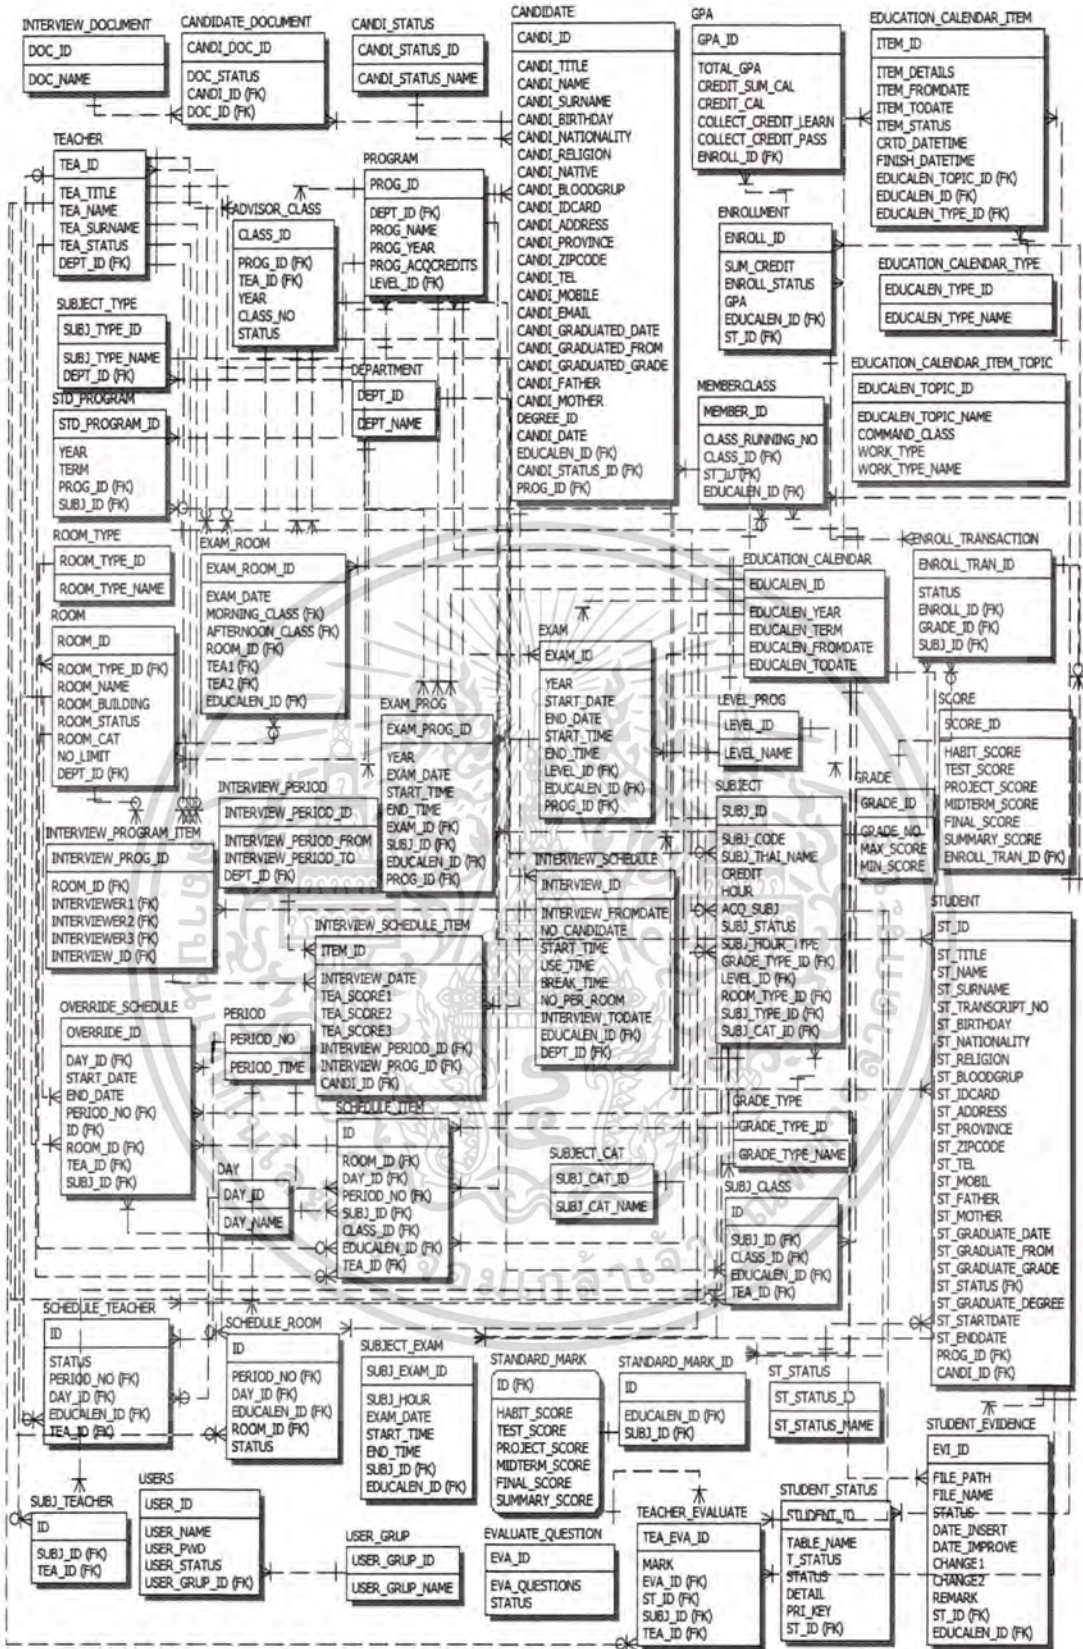 INTERVIEW_DOCUMENT
DOC_ID
DOC_NAME
CANDIDATE_DOCUMENT
CANDI_DOC_ID
DOC_STATUS
CANDI_ID (FK)
DOC_ID (FK)
CANDI_STATUS
CANDI_STATUS_ID
CANDI_STATUS_NAME
CANDIDATE
CANDI_ID
CANDI_TITLE
CANDI_NAME
CANDI_SURNAME
CANDI_BIRTHDAY
CANDI_NATIONALITY
CANDI_RELIGION
CANDI_NATIVE
CANDI_BLOODGRUP
CANDI_IDCARD
CANDI_ADDRESS
CANDI_PROVINCE
CANDI_ZIPCODE
CANDI_TEL
CANDI_MOBILE
CANDI_EMAIL
CANDI_GRADUATED_DATE
CANDI_GRADUATED_FROM
CANDI_GRADUATED_GRADE
CANDI_FATHER
CANDI_MOTHER
DEGREE_ID
CANDI_DATE
EDUCALEN_ID (FK)
CANDI_STATUS_ID (FK)
PROG_ID (FK)
GPA
GPA_ID
TOTAL_GPA
CREDIT_SUM_CAL
CREDIT_CAL
COLLECT_CREDIT_LEARN
COLLECT_CREDIT_PASS
ENROLL_ID (FK)
EDUCATION_CALENDAR_ITEM
ITEM_ID
ITEM_DETAILS
ITEM_FROMDATE
ITEM_TODATE
ITEM_STATUS
CRTD_DATETIME
FINISH_DATETIME
EDUCALEN_TOPIC_ID (FK)
EDUCALEN_ID (FK)
EDUCALEN_TYPE_ID (FK)
TEACHER
TEA_ID
TEA_TITLE
TEA_NAME
TEA_SURNAME
TEA_STATUS
DEPT_ID (FK)
ADVISOR_CLASS
CLASS_ID
PROG_ID (FK)
TEA_ID (FK)
YEAR
CLASS_NO
STATUS
PROGRAM
PROG_ID
DEPT_ID (FK)
PROG_NAME
PROG_YEAR
PROG_ACQCREDITS
LEVEL_ID (FK)
ENROLLMENT
ENROLL_ID
SUM_CREDIT
ENROLL_STATUS
GPA
EDUCALEN_ID (FK)
ST_ID (FK)
EDUCATION_CALENDAR_TYPE
EDUCALEN_TYPE_ID
EDUCALEN_TYPE_NAME
SUBJECT_TYPE
SUBJ_TYPE_ID
SUBJ_TYPE_NAME
DEPT_ID (FK)
DEPARTMENT
DEPT_ID
DEPT_NAME
EDUCATION_CALENDAR_ITEM_TOPIC
EDUCALEN_TOPIC_ID
EDUCALEN_TOPIC_NAME
COMMAND_CLASS
WORK_TYPE
WORK_TYPE_NAME
STD_PROGRAM
STD_PROGRAM_ID
YEAR
TERM
PROG_ID (FK)
SUBJ_ID (FK)
MEMBERCLASS
MEMBER_ID
CLASS_RUNNING_NO
CLASS_ID (FK)
ST_ID (FK)
EDUCALEN_ID (FK)
ROOM_TYPE
ROOM_TYPE_ID
ROOM_TYPE_NAME
EXAM_ROOM
EXAM_ROOM_ID
EXAM_DATE
MORNING_CLASS (FK)
AFTERNOON_CLASS (FK)
ROOM_ID (FK)
TEA1 (FK)
TEA2 (FK)
EDUCALEN_ID (FK)
EDUCATION_CALENDAR
EDUCALEN_ID
EDUCALEN_YEAR
EDUCALEN_TERM
EDUCALEN_FROMDATE
EDUCALEN_TODATE
ENROLL_TRANSACTION
ENROLL_TRAN_ID
STATUS
ENROLL_ID (FK)
GRADE_ID (FK)
SUBJ_ID (FK)
ROOM
ROOM_ID
ROOM_TYPE_ID (FK)
ROOM_NAME
ROOM_BUILDING
ROOM_STATUS
ROOM_CAT
NO_LIMIT
DEPT_ID (FK)
EXAM
EXAM_ID
YEAR
START_DATE
END_DATE
START_TIME
END_TIME
LEVEL_ID (FK)
EDUCALEN_ID (FK)
PROG_ID (FK)
EXAM_PROG
EXAM_PROG_ID
YEAR
EXAM_DATE
START_TIME
END_TIME
EXAM_ID (FK)
SUBJ_ID (FK)
EDUCALEN_ID (FK)
PROG_ID (FK)
LEVEL_PROG
LEVEL_ID
LEVEL_NAME
SCORE
SCORE_ID
HABIT_SCORE
TEST_SCORE
PROJECT_SCORE
MIDTERM_SCORE
FINAL_SCORE
SUMMARY_SCORE
ENROLL_TRAN_ID (FK)
GRADE
GRADE_ID
GRADE_NO
MAX_SCORE
MIN_SCORE
INTERVIEW_PERIOD
INTERVIEW_PERIOD_ID
INTERVIEW_PERIOD_FROM
INTERVIEW_PERIOD_TO
DEPT_ID (FK)
SUBJECT
SUBJ_ID
SUBJ_CODE
SUBJ_THAI_NAME
CREDIT
HOUR
ACQ_SUBJ
SUBJ_STATUS
SUBJ_HOUR_TYPE
GRADE_TYPE_ID (FK)
LEVEL_ID (FK)
ROOM_TYPE_ID (FK)
SUBJ_TYPE_ID (FK)
SUBJ_CAT_ID (FK)
INTERVIEW_PROGRAM_ITEM
INTERVIEW_PROG_ID
ROOM_ID (FK)
INTERVIEWER1 (FK)
INTERVIEWER2 (FK)
INTERVIEWER3 (FK)
INTERVIEW_ID (FK)
INTERVIEW_SCHEDULE
INTERVIEW_ID
INTERVIEW_FROMDATE
NO_CANDIDATE
START_TIME
USE_TIME
BREAK_TIME
NO_PER_ROOM
INTERVIEW_TODATE
EDUCALEN_ID (FK)
DEPT_ID (FK)
STUDENT
ST_ID
ST_TITLE
ST_NAME
ST_SURNAME
ST_TRANSCRIPT_NO
ST_BIRTHDAY
ST_NATIONALITY
ST_RELIGION
ST_BLOODGRUP
ST_IDCARD
ST_ADDRESS
ST_PROVINCE
ST_ZIPCODE
ST_TEL
ST_MOBIL
ST_FATHER
ST_MOTHER
ST_GRADUATE_DATE
ST_GRADUATE_FROM
ST_GRADUATE_GRADE
ST_STATUS (FK)
ST_GRADUATE_DEGREE
ST_STARTDATE
ST_ENDDATE
PROG_ID (FK)
CANDI_ID (FK)
INTERVIEW_SCHEDULE_ITEM
ITEM_ID
INTERVIEW_DATE
TEA_SCORE1
TEA_SCORE2
TEA_SCORE3
INTERVIEW_PERIOD_ID (FK)
INTERVIEW_PROG_ID (FK)
CANDI_ID (FK)
OVERRIDE_SCHEDULE
OVERRIDE_ID
DAY_ID (FK)
START_DATE
END_DATE
PERIOD_NO (FK)
ID (FK)
ROOM_ID (FK)
TEA_ID (FK)
SUBJ_ID (FK)
PERIOD
PERIOD_NO
PERIOD_TIME
SCHEDULE_ITEM
ID
ROOM_ID (FK)
DAY_ID (FK)
PERIOD_NO (FK)
SUBJ_ID (FK)
CLASS_ID (FK)
EDUCALEN_ID (FK)
TEA_ID (FK)
GRADE_TYPE
GRADE_TYPE_ID
GRADE_TYPE_NAME
DAY
DAY_ID
DAY_NAME
SUBJECT_CAT
SUBJ_CAT_ID
SUBJ_CAT_NAME
SUBJ_CLASS
ID
SUBJ_ID (FK)
CLASS_ID (FK)
EDUCALEN_ID (FK)
TEA_ID (FK)
SCHEDULE_TEACHER
ID
STATUS
PERIOD_NO (FK)
DAY_ID (FK)
EDUCALEN_ID (FK)
TEA_ID (FK)
SCHEDULE_ROOM
ID
PERIOD_NO (FK)
DAY_ID (FK)
EDUCALEN_ID (FK)
ROOM_ID (FK)
STATUS
SUBJECT_EXAM
SUBJ_EXAM_ID
SUBJ_HOUR
EXAM_DATE
START_TIME
END_TIME
SUBJ_ID (FK)
EDUCALEN_ID (FK)
STANDARD_MARK
ID (FK)
HABIT_SCORE
TEST_SCORE
PROJECT_SCORE
MIDTERM_SCORE
FINAL_SCORE
SUMMARY_SCORE
STANDARD_MARK_ID
ID
EDUCALEN_ID (FK)
SUBJ_ID (FK)
ST_STATUS
ST_STATUS_ID
ST_STATUS_NAME
STUDENT_EVIDENCE
EVI_ID
FILE_PATH
FILE_NAME
STATUS
DATE_INSERT
DATE_IMPROVE
CHANGE1
CHANGE2
REMARK
ST_ID (FK)
EDUCALEN_ID (FK)
SUBJ_TEACHER
ID
SUBJ_ID (FK)
TEA_ID (FK)
USERS
USER_ID
USER_NAME
USER_PWD
USER_STATUS
USER_GRUP_ID (FK)
USER_GRUP
USER_GRUP_ID
USER_GRUP_NAME
EVALUATE_QUESTION
EVA_ID
EVA_QUESTIONS
STATUS
TEACHER_EVALUATE
TEA_EVA_ID
MARK
EVA_ID (FK)
ST_ID (FK)
SUBJ_ID (FK)
TEA_ID (FK)
STUDENT_STATUS
STUDENT_ID
TABLE_NAME
T_STATUS
STATUS
DETAIL
PRI_KEY
ST_ID (FK)